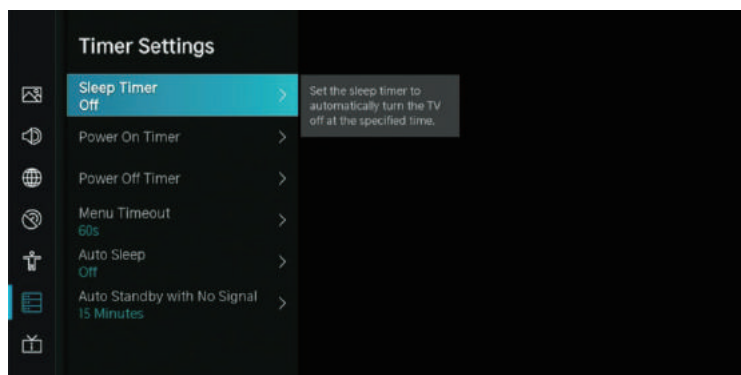 Timer Settings
Sleep Timer
Off
Set the sleep timer to
automatically turn the TV
off at the specified time.
Power On Timer
Power Off Timer
Menu Timeout
60s
Auto Sleep
Off
Auto Standby with No Signal
15 Minutes